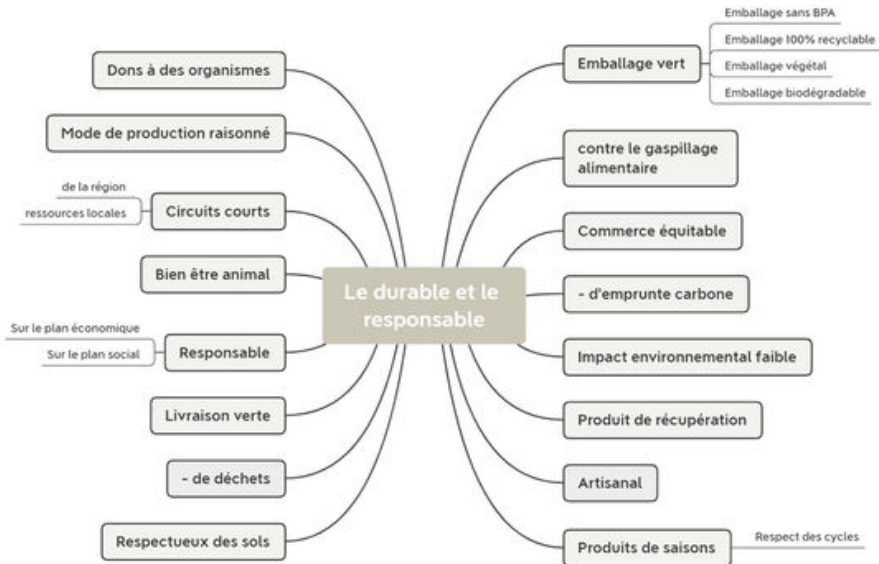 Le durable et le
responsable
Dons à des organismes
Mode de production raisonné
Circuits courts
de la région
ressources locales
Bien être animal
Responsable
Sur le plan économique
Sur le plan social
Livraison verte
- de déchets
Respectueux des sols
Emballage vert
Emballage sans BPA
Emballage 100% recyclable
Emballage végétal
Emballage biodégradable
contre le gaspillage
alimentaire
Commerce équitable
- d'emprunte carbone
Impact environnemental faible
Produit de récupération
Artisanal
Produits de saisons
Respect des cycles